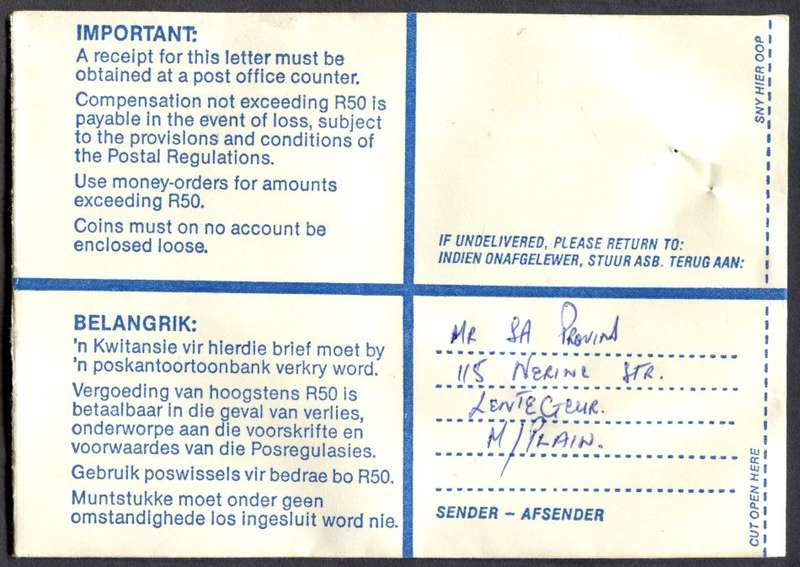 IMPORTANT:
A receipt for this letter must be
obtained at a post office counter.
Compensation not exceeding R50 is
payable in the event of loss, subject
to the provisions and conditions of
the Postal Regulations.
Use money-orders for amounts
exceeding R50.
Coins must on no account be
enclosed loose.
IF UNDELIVERED, PLEASE RETURN TO:
INDIEN ONAFGELEWER, STUUR ASB. TERUG AAN:
SNY HIER OOP
BELANGRIK:
'n Kwitansie vir hierdie brief moet by
'n poskantoortoonbank verkry word.
Vergoeding van hoogstens R50 is
betaalbaar in die geval van verlies,
onderworpe aan die voorskrifte en
voorwaardes van die Posregulasies.
Gebruik poswissels vir bedrae bo R50.
Muntstukke moet onder geen
omstandighede los ingesluit word nie.
MR SA
115 NERINE STR.
LENTEGEUR.
M/PLAIN.
SENDER – AFSENDER
CUT OPEN HERE